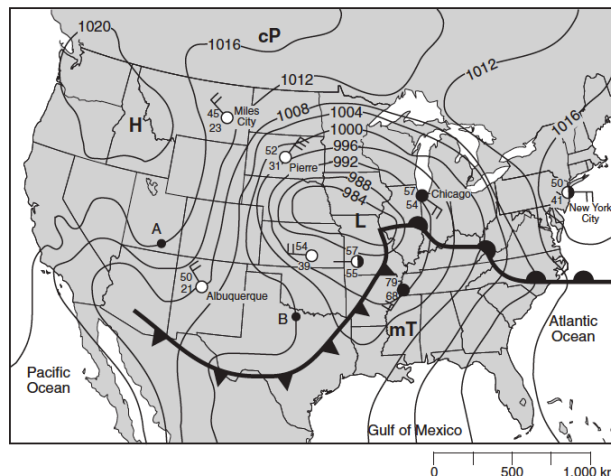 1020
1016
cP
1012
1012
1008
1004
1000
996
992
988
984
1016
45
23
Miles
City
H
52
31
Pierre
57
54
Chicago
50
41
New York
City
L
A
54
39
57
55
50
21
Albuquerque
79
68
B
mT
Pacific
Ocean
Atlantic
Ocean
Gulf of Mexico
0
500
1,000 km